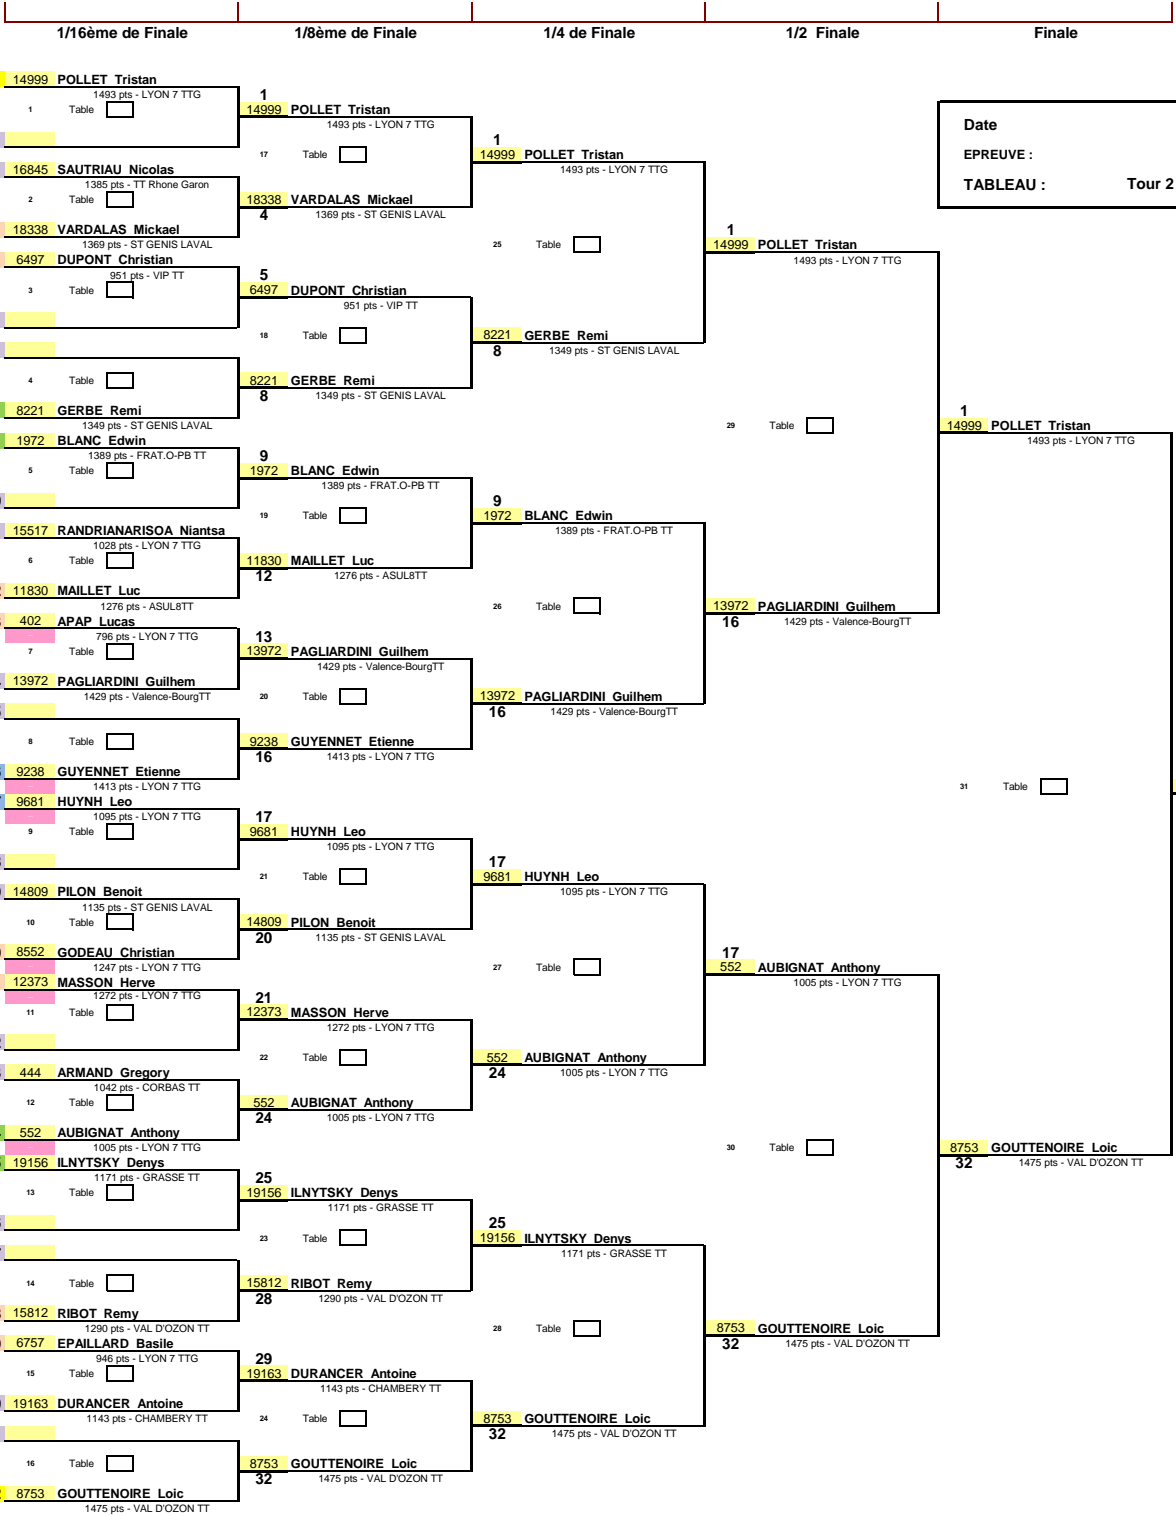 1/16ème de Finale
1/8ème de Finale
1/4 de Finale
1/2 Finale
Finale
Date
EPREUVE :
TABLEAU : Tour 2
14999 POLLET Tristan
1493 pts - LYON 7 TTG
1 Table
16845 SAUTRIAU Nicolas
1385 pts - TT Rhone Garon
2 Table
18338 VARDALAS Mickael
1369 pts - ST GENIS LAVAL
6497 DUPONT Christian
951 pts - VIP TT
3 Table
4 Table
8221 GERBE Remi
1349 pts - ST GENIS LAVAL
1972 BLANC Edwin
1389 pts - FRAT.O-PB TT
5 Table
15517 RANDRIANARISOA Niantsa
1028 pts - LYON 7 TTG
6 Table
11830 MAILLET Luc
1276 pts - ASUL8TT
402 APAP Lucas
796 pts - LYON 7 TTG
7 Table
13972 PAGLIARDINI Guilhem
1429 pts - Valence-BourgTT
8 Table
9238 GUYENNET Etienne
1413 pts - LYON 7 TTG
9681 HUYNH Leo
1095 pts - LYON 7 TTG
9 Table
14809 PILON Benoit
1135 pts - ST GENIS LAVAL
10 Table
8552 GODEAU Christian
1247 pts - LYON 7 TTG
12373 MASSON Herve
1272 pts - LYON 7 TTG
11 Table
444 ARMAND Gregory
1042 pts - CORBAS TT
12 Table
552 AUBIGNAT Anthony
1005 pts - LYON 7 TTG
19156 ILNYTSKY Denys
1171 pts - GRASSE TT
13 Table
14 Table
15812 RIBOT Remy
1290 pts - VAL D'OZON TT
6757 EPAILLARD Basile
946 pts - LYON 7 TTG
15 Table
19163 DURANCER Antoine
1143 pts - CHAMBERY TT
16 Table
8753 GOUTTENOIRE Loic
1475 pts - VAL D'OZON TT
1
14999 POLLET Tristan
1493 pts - LYON 7 TTG
17 Table
18338 VARDALAS Mickael
4 1369 pts - ST GENIS LAVAL
5
6497 DUPONT Christian
951 pts - VIP TT
18 Table
8221 GERBE Remi
8 1349 pts - ST GENIS LAVAL
9
1972 BLANC Edwin
1389 pts - FRAT.O-PB TT
19 Table
11830 MAILLET Luc
12 1276 pts - ASUL8TT
13
13972 PAGLIARDINI Guilhem
1429 pts - Valence-BourgTT
20 Table
9238 GUYENNET Etienne
16 1413 pts - LYON 7 TTG
17
9681 HUYNH Leo
1095 pts - LYON 7 TTG
21 Table
14809 PILON Benoit
20 1135 pts - ST GENIS LAVAL
21
12373 MASSON Herve
1272 pts - LYON 7 TTG
22 Table
552 AUBIGNAT Anthony
24 1005 pts - LYON 7 TTG
25
19156 ILNYTSKY Denys
1171 pts - GRASSE TT
23 Table
15812 RIBOT Remy
28 1290 pts - VAL D'OZON TT
29
19163 DURANCER Antoine
1143 pts - CHAMBERY TT
24 Table
8753 GOUTTENOIRE Loic
32 1475 pts - VAL D'OZON TT
1
14999 POLLET Tristan
1493 pts - LYON 7 TTG
25 Table
8221 GERBE Remi
8 1349 pts - ST GENIS LAVAL
9
1972 BLANC Edwin
1389 pts - FRAT.O-PB TT
26 Table
13972 PAGLIARDINI Guilhem
16 1429 pts - Valence-BourgTT
17
9681 HUYNH Leo
1095 pts - LYON 7 TTG
27 Table
552 AUBIGNAT Anthony
24 1005 pts - LYON 7 TTG
25
19156 ILNYTSKY Denys
1171 pts - GRASSE TT
28 Table
8753 GOUTTENOIRE Loic
32 1475 pts - VAL D'OZON TT
1
14999 POLLET Tristan
1493 pts - LYON 7 TTG
29 Table
13972 PAGLIARDINI Guilhem
16 1429 pts - Valence-BourgTT
17
552 AUBIGNAT Anthony
1005 pts - LYON 7 TTG
30 Table
8753 GOUTTENOIRE Loic
32 1475 pts - VAL D'OZON TT
1
14999 POLLET Tristan
1493 pts - LYON 7 TTG
31 Table
8753 GOUTTENOIRE Loic
32 1475 pts - VAL D'OZON TT